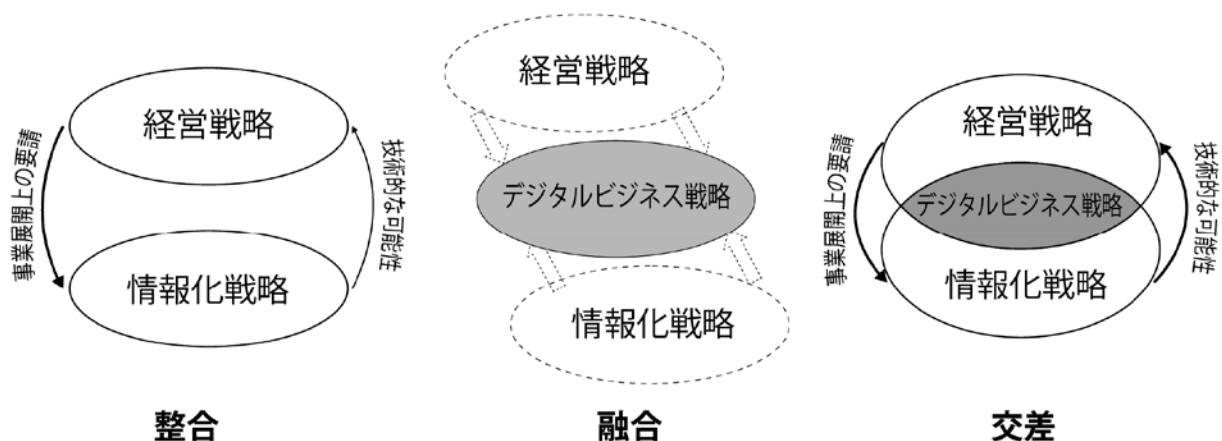 経営戦略
事業展開上の要請
技術的な可能性
情報化戦略
整合
経営戦略
デジタルビジネス戦略
情報化戦略
融合
経営戦略
事業展開上の要請
デジタルビジネス戦略
技術的な可能性
情報化戦略
交差